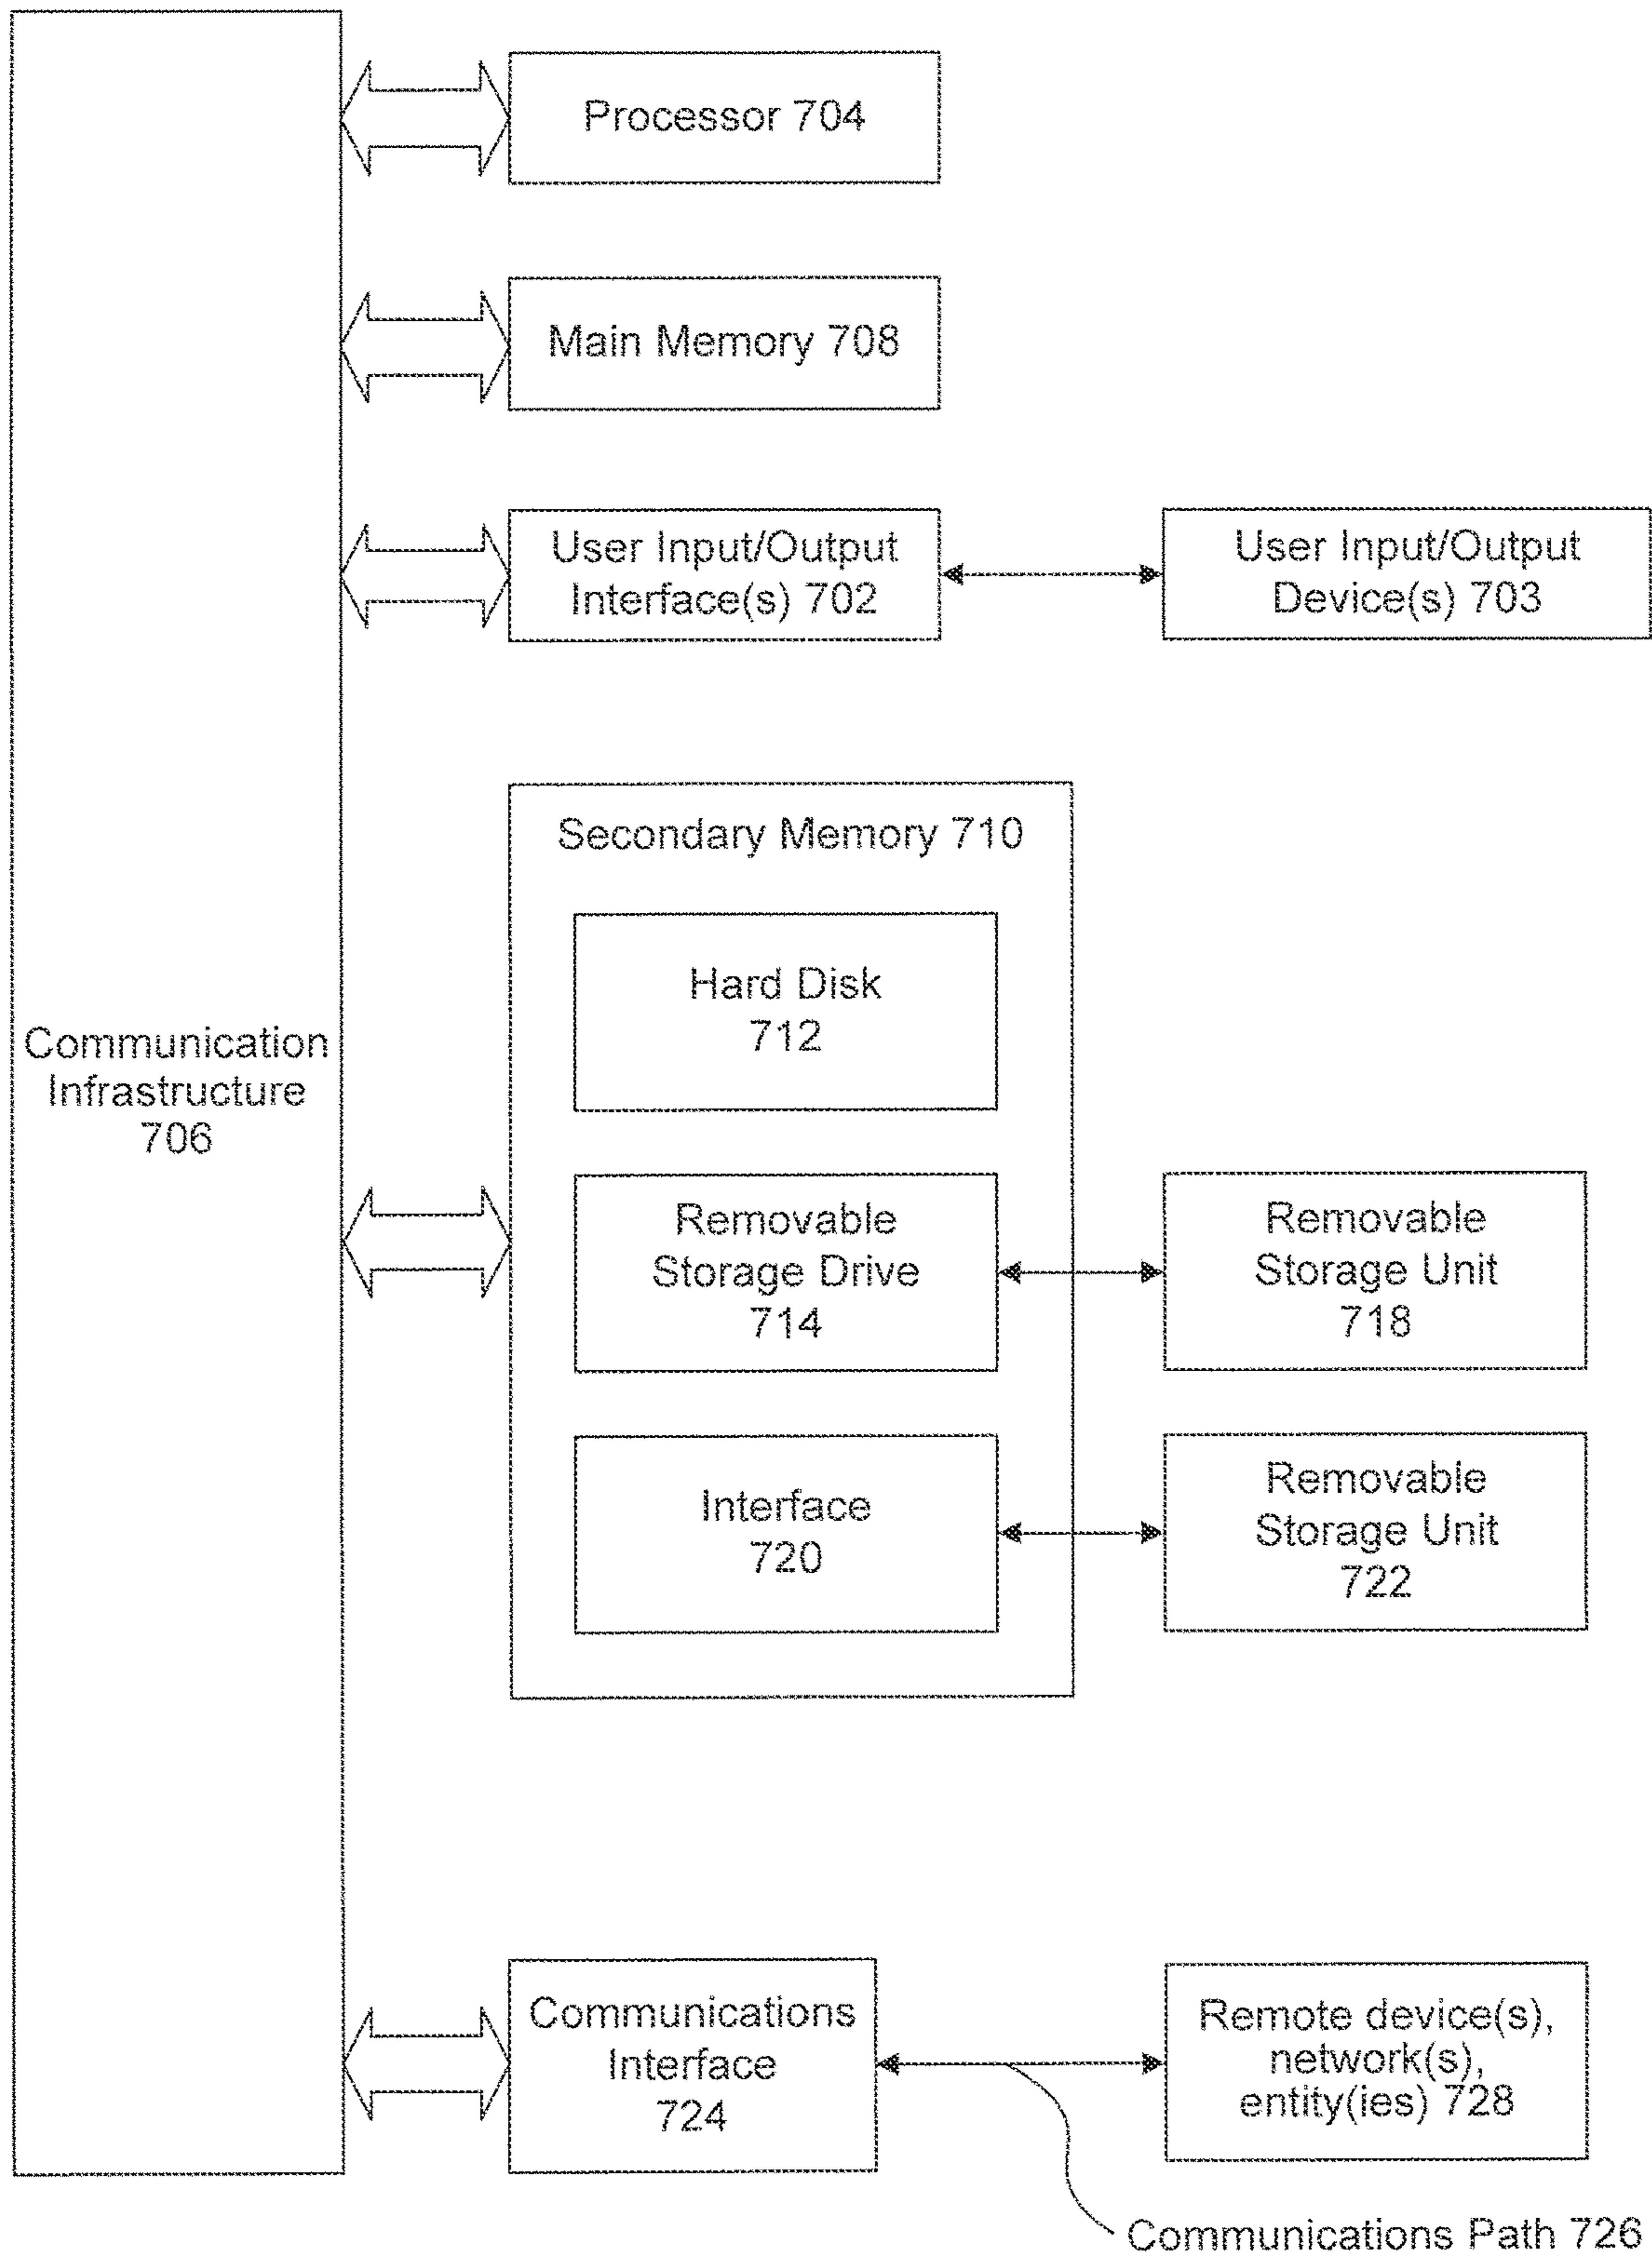 Processor 704
Main Memory 708
User Input/Output
Interface(s) 702
User Input/Output
Device(s) 703
Secondary Memory 710
Hard Disk
712
Communication
Infrastructure
706
Removable
Storage Drive
714
Removable
Storage Unit
718
Interface
720
Removable
Storage Unit
722
Communications
Interface
724
Remote device(s),
network(s),
entity(ies) 728
Communications Path 726